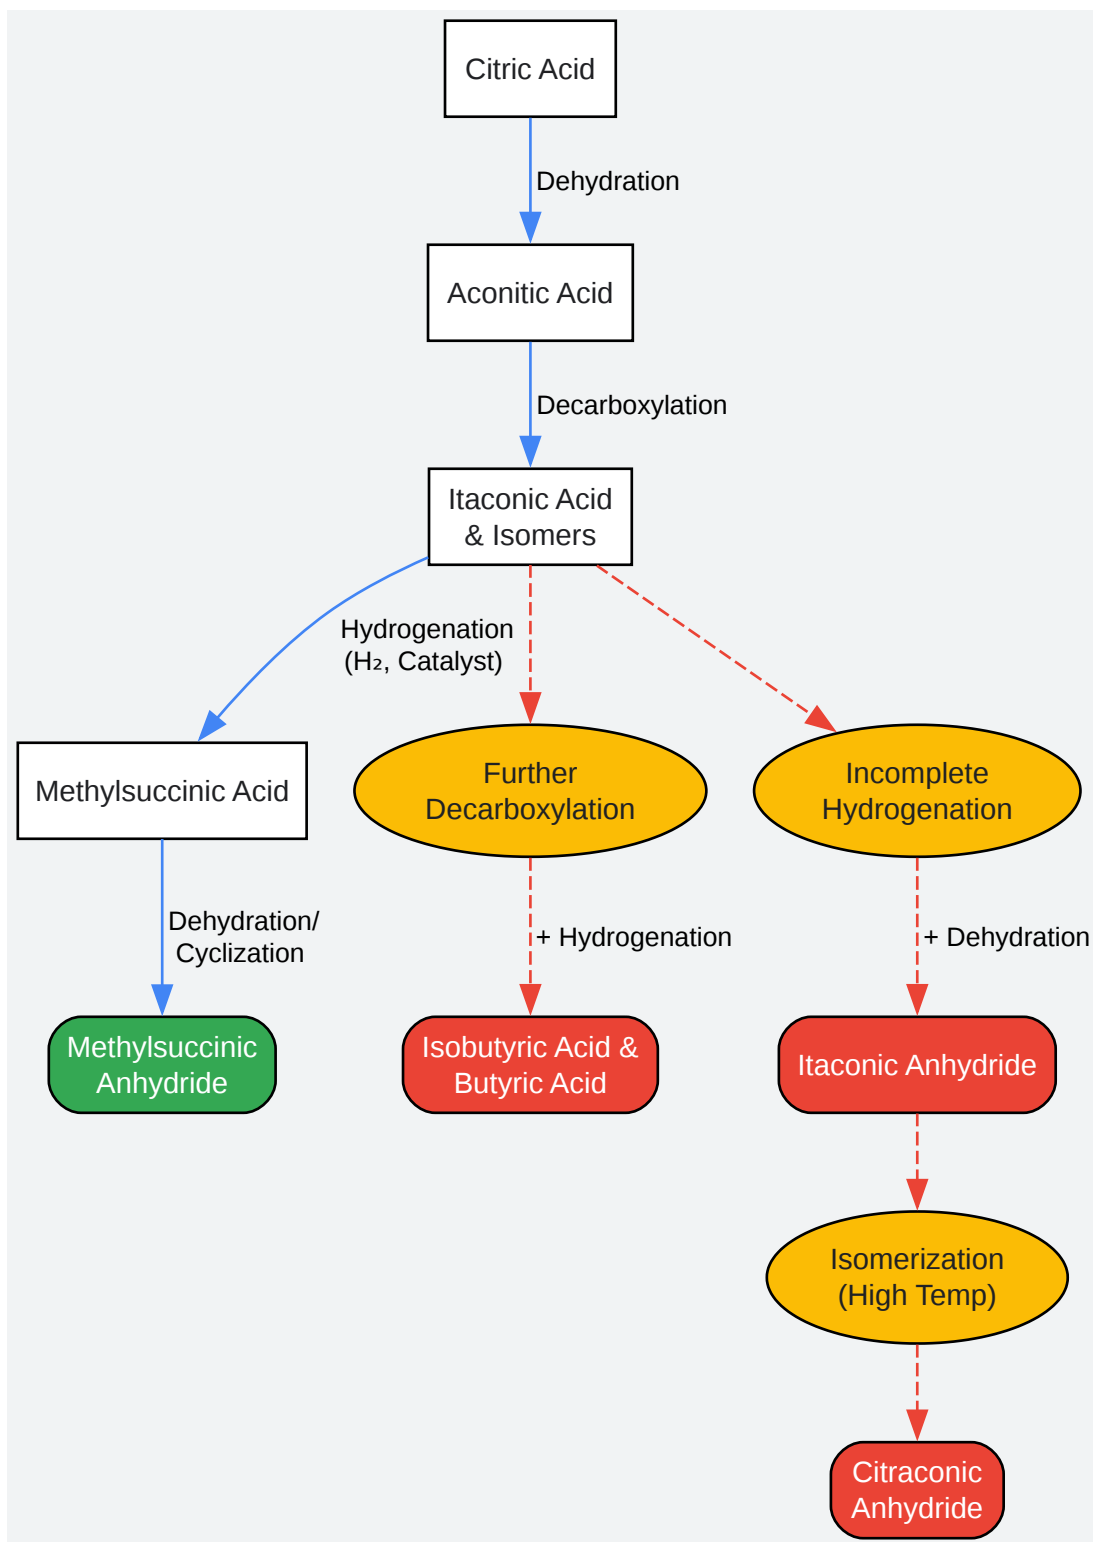 Citric Acid
Dehydration
Aconitic Acid
Decarboxylation
Itaconic Acid
& Isomers
Hydrogenation
(H₂, Catalyst)
Methylsuccinic Acid
Further
Decarboxylation
Incomplete
Hydrogenation
Dehydration/
Cyclization
+ Hydrogenation
+ Dehydration
Methylsuccinic
Anhydride
Isobutyric Acid &
Butyric Acid
Itaconic Anhydride
Isomerization
(High Temp)
Citraconic
Anhydride